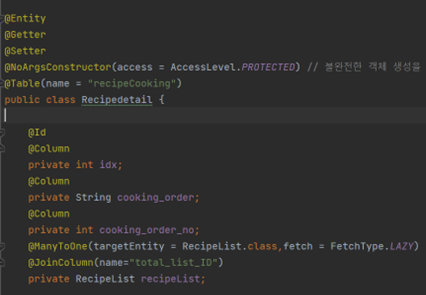 @Entity
@Getter
@Setter
@NoArgsConstructor(access = AccessLevel.PROTECTED) // 불완전한 객체 생성을
@Table(name = "recipeCooking")
public class Recipedetail {
@Id
@Column
private int idx;
@Column
private String cooking_order;
@Column
private int cooking_order_no;
@ManyToOne(targetEntity = RecipeList.class,fetch = FetchType.LAZY)
@JoinColumn(name="total_list_ID")
private RecipeList recipeList;